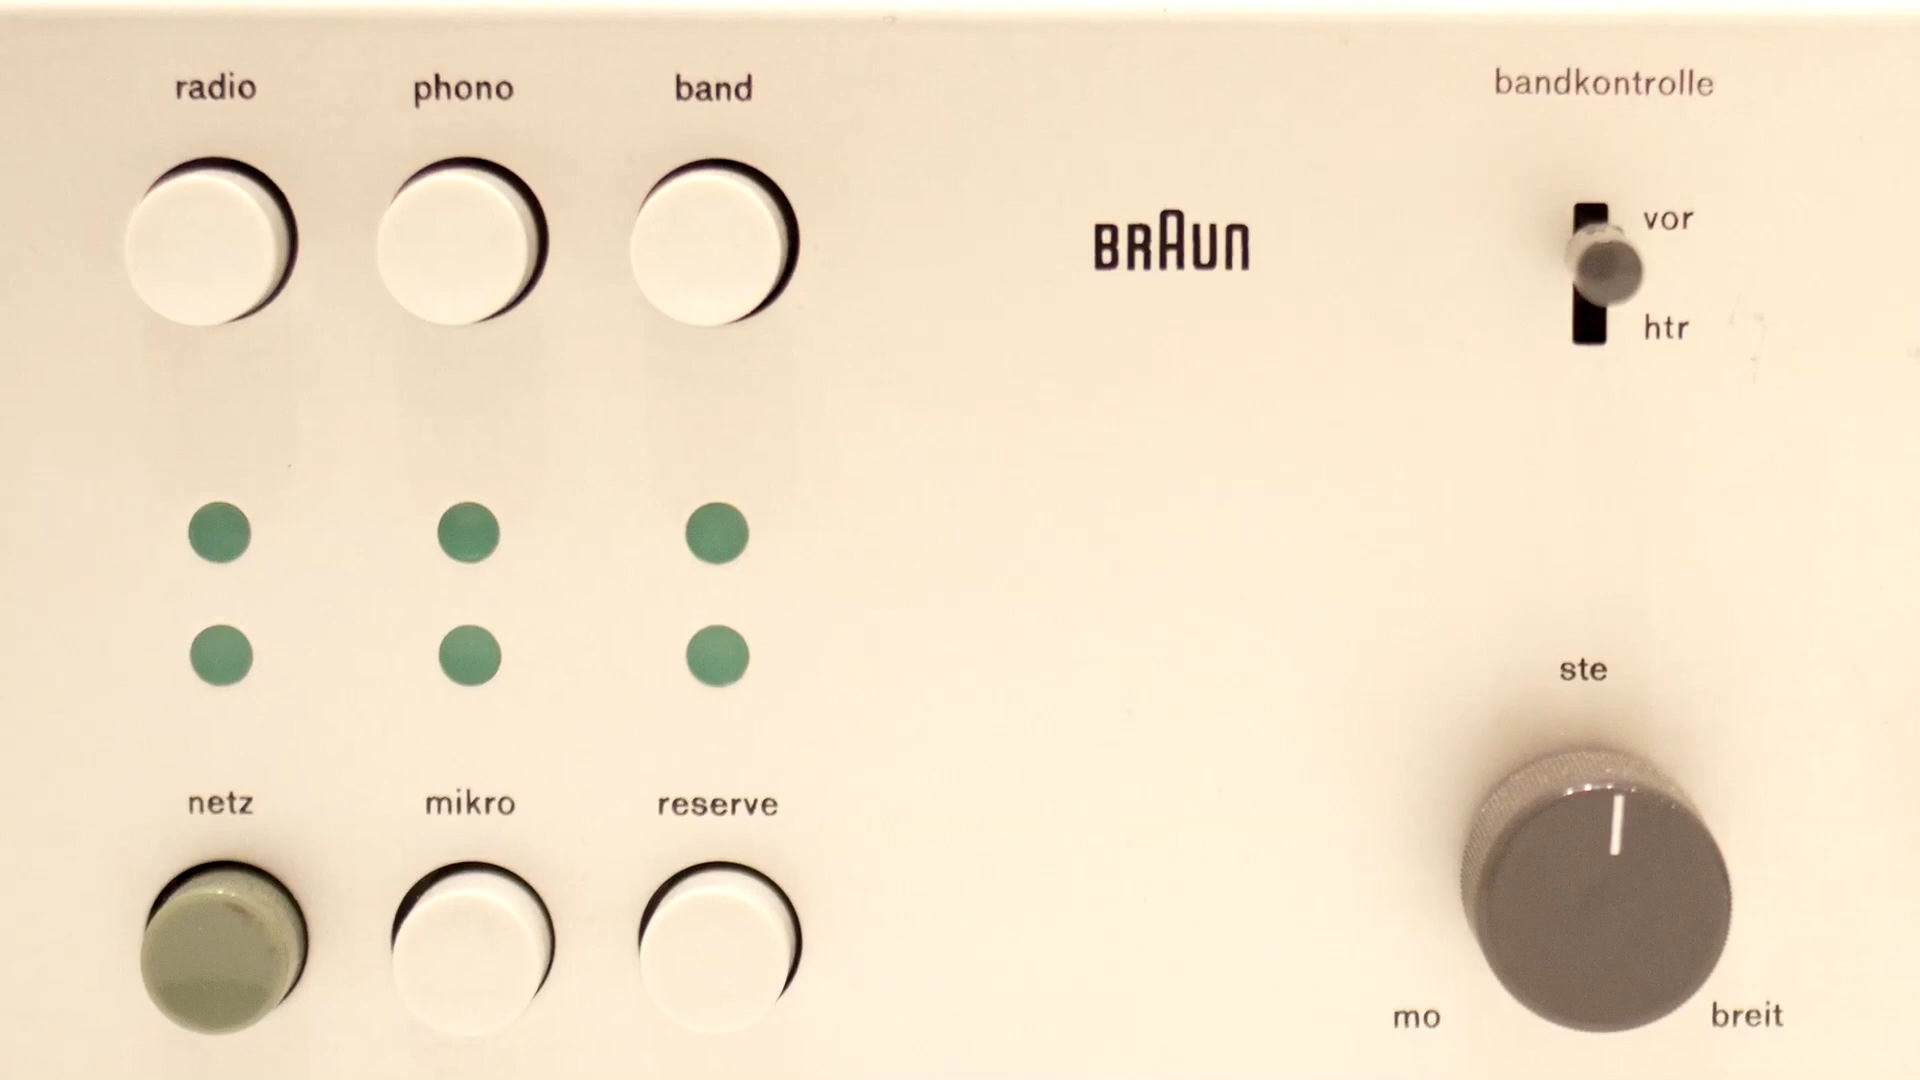 radio phono band
bandkontrolle
BRAUN
vor
htr
ste
netz mikro reserve
mo breit